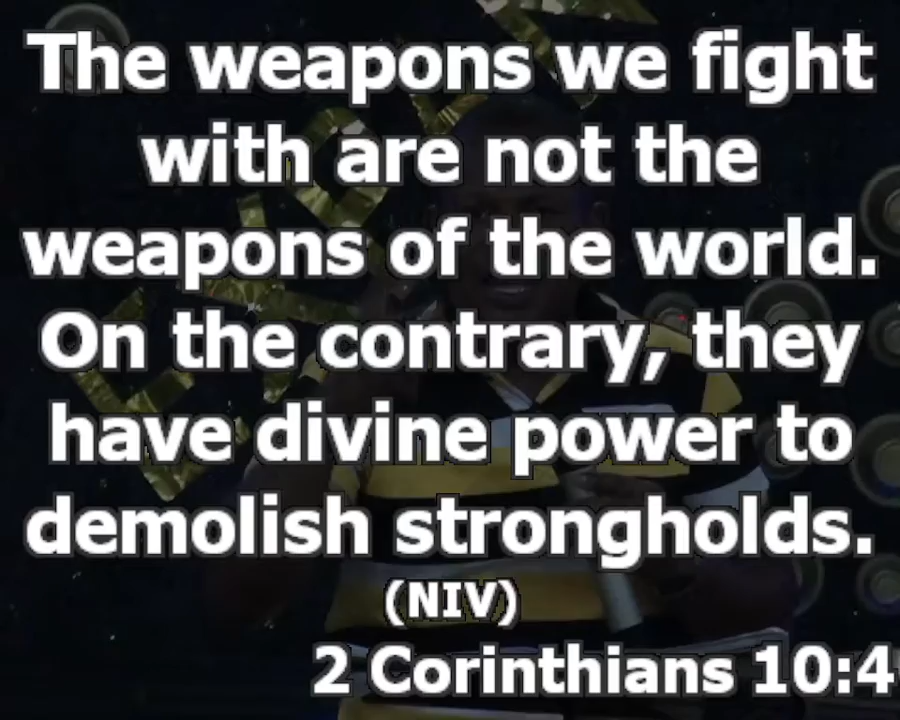 The weapons we fight
with are not the
weapons of the world.
On the contrary, they
have divine power to
demolish strongholds.
(NIV)
2 Corinthians 10:4